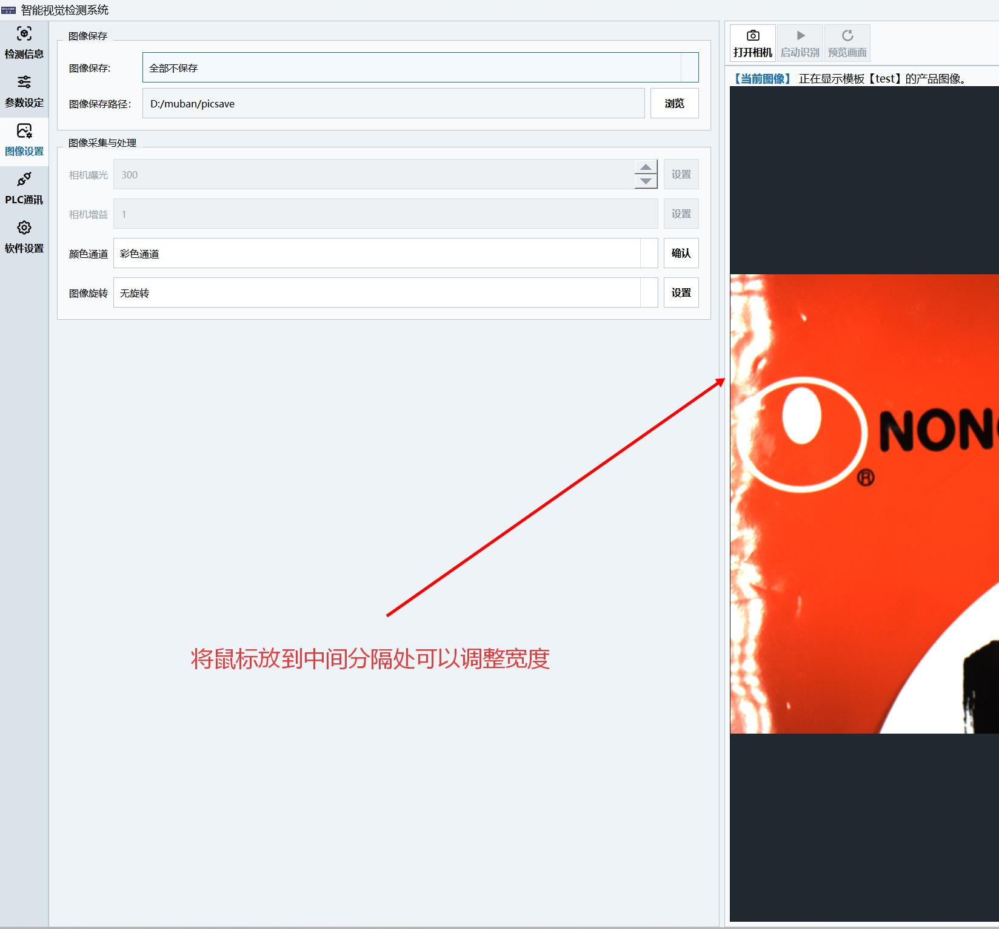 智能视觉检测系统
检测信息
参数设定
图像设置
PLC通讯
软件设置
图像保存
图像保存:
全部不保存
图像保存路径:
D:/muban/picsave
浏览
图像采集与处理
相机曝光
300
设置
相机增益
1
设置
颜色通道
彩色通道
确认
图像旋转
无旋转
设置
将鼠标放到中间分隔处可以调整宽度
打开相机
启动识别
预览画面
【当前图像】 正在显示模板【test】的产品图像。
NON
®